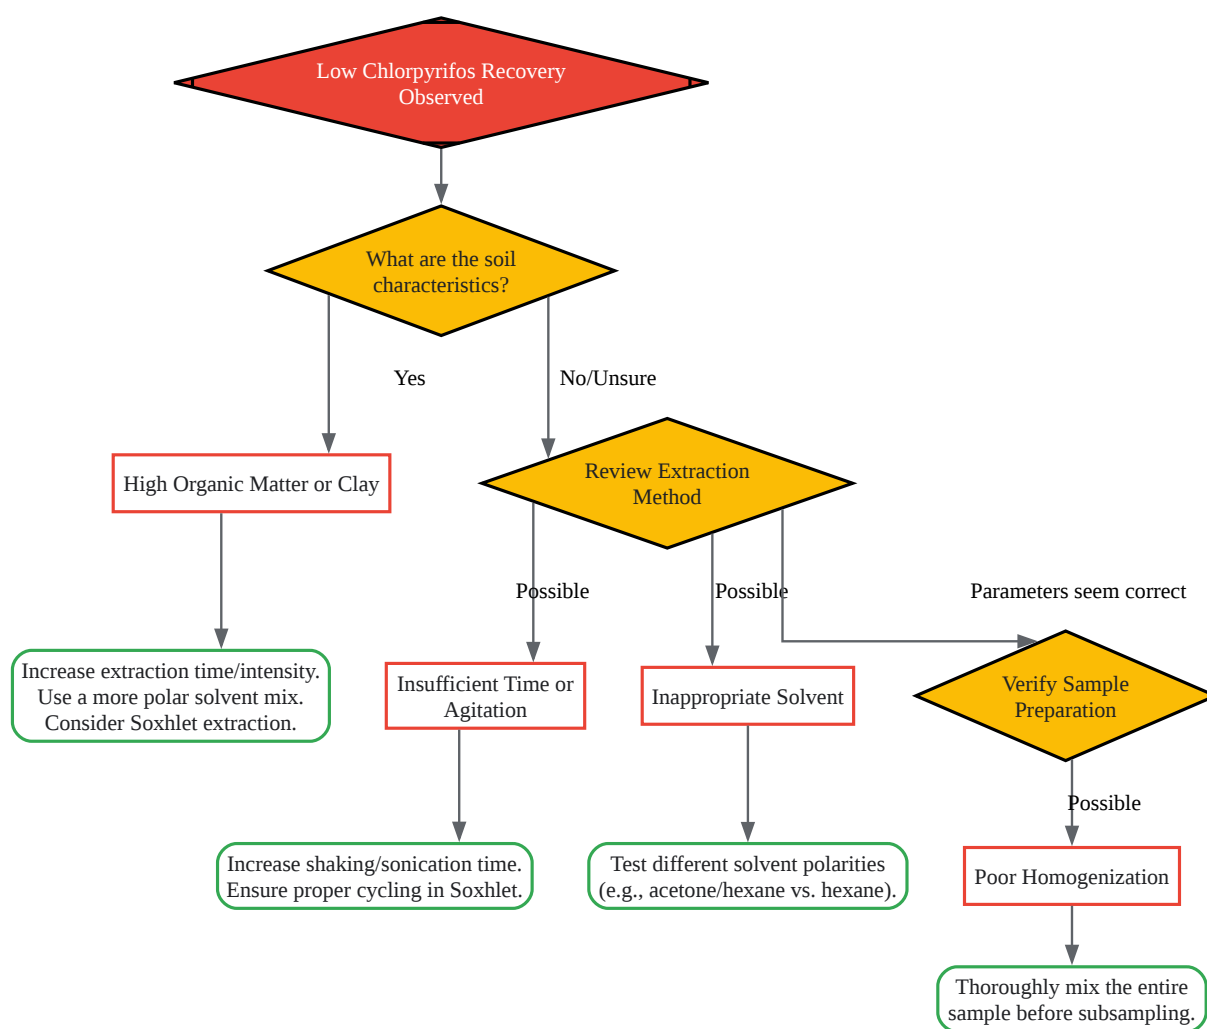 Low Chlorpyrifos Recovery
Observed
What are the soil
characteristics?
Yes
No/Unsure
High Organic Matter or Clay
Review Extraction
Method
Possible
Possible
Parameters seem correct
Increase extraction time/intensity.
Use a more polar solvent mix.
Consider Soxhlet extraction.
Insufficient Time or
Agitation
Inappropriate Solvent
Verify Sample
Preparation
Possible
Increase shaking/sonication time.
Ensure proper cycling in Soxhlet.
Test different solvent polarities
(e.g., acetone/hexane vs. hexane).
Poor Homogenization
Thoroughly mix the entire
sample before subsampling.